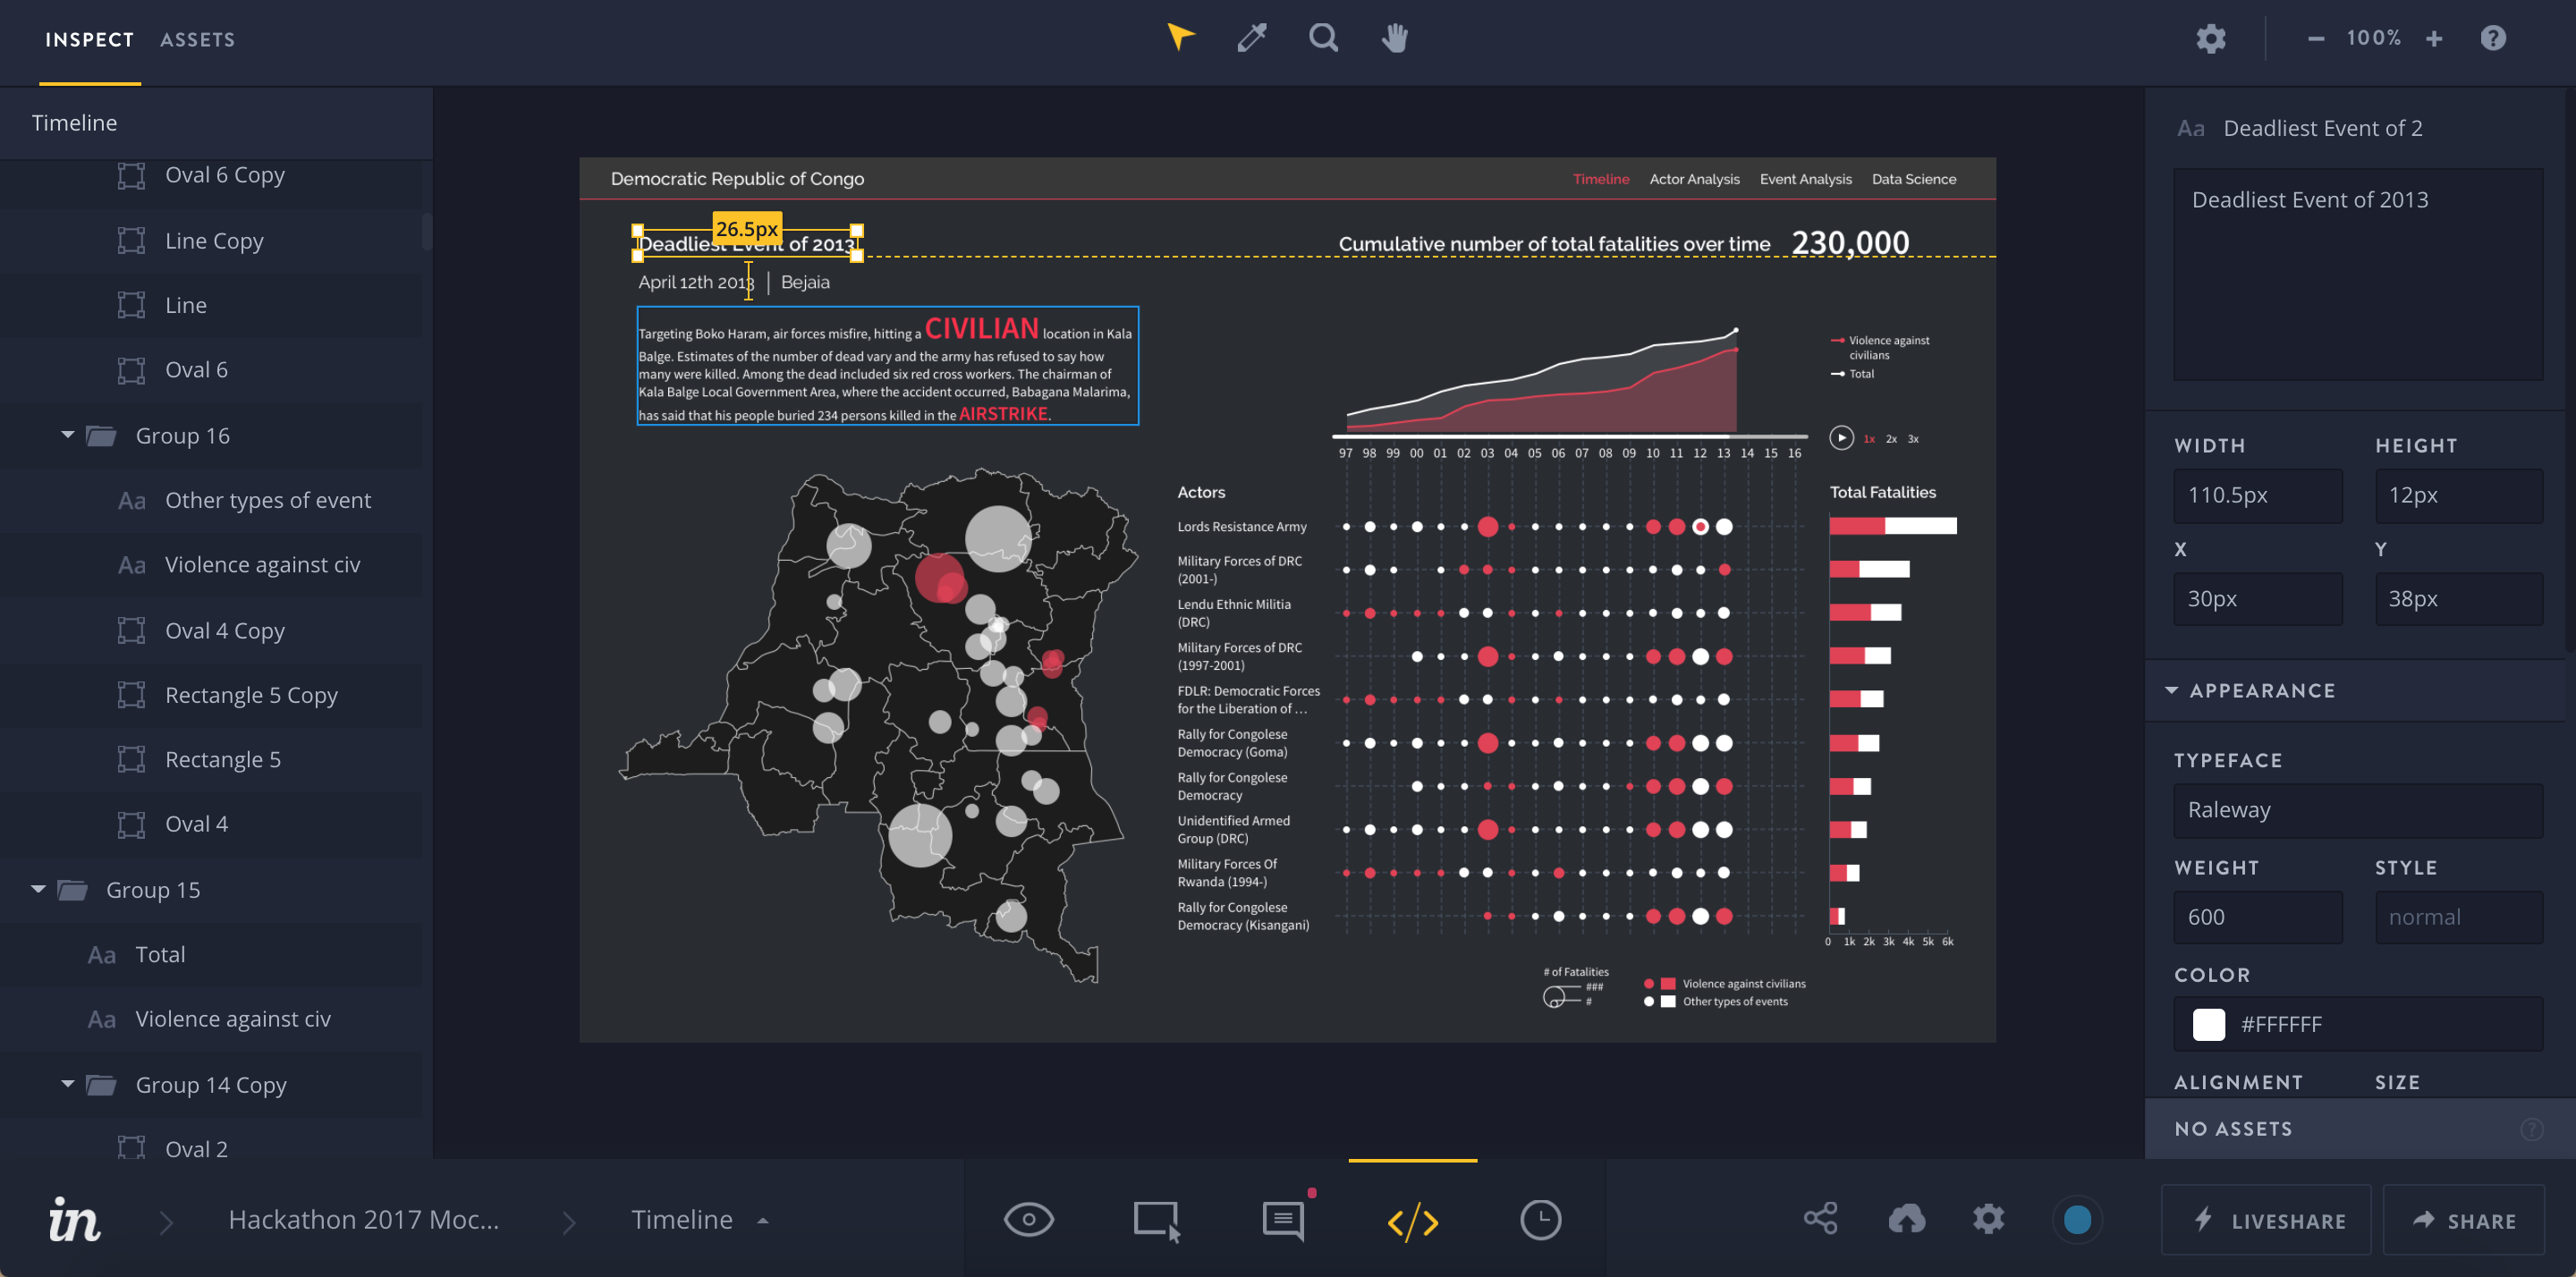 INSPECT ASSETS
100%
Timeline
Oval 6 Copy
Line Copy
Line
Oval 6
Group 16
Aa Other types of event
Aa Violence against civ
Oval 4 Copy
Rectangle 5 Copy
Rectangle 5
Oval 4
Group 15
Aa Total
Aa Violence against civ
Group 14 Copy
Oval 2
Democratic Republic of Congo
Timeline Actor Analysis Event Analysis Data Science
26.5px
Deadliest Event of 2013
April 12th 2013 | Bejaia
Targeting Boko Haram, air forces misfire, hitting a CIVILIAN location in Kala
Balge. Estimates of the number of dead vary and the army has refused to say how
many were killed. Among the dead included six red cross workers. The chairman of
Kala Balge Local Government Area, where the accident occurred, Babagana Malarima,
has said that his people buried 234 persons killed in the AIRSTRIKE.
Cumulative number of total fatalities over time 230,000
Violence against
civilians
Total
1x 2x 3x
97 98 99 00 01 02 03 04 05 06 07 08 09 10 11 12 13 14 15 16
Actors
Total Fatalities
Lords Resistance Army
Military Forces of DRC
(2001-)
Lendu Ethnic Militia
(DRC)
Military Forces of DRC
(1997-2001)
FDLR: Democratic Forces
for the Liberation of ...
Rally for Congolese
Democracy (Goma)
Rally for Congolese
Democracy
Unidentified Armed
Group (DRC)
Military Forces Of
Rwanda (1994-)
Rally for Congolese
Democracy (Kisangani)
0 1k 2k 3k 4k 5k 6k
# of Fatalities
###
#
Violence against civilians
Other types of events
Aa Deadliest Event of 2
Deadliest Event of 2013
WIDTH HEIGHT
110.5px 12px
X Y
30px 38px
APPEARANCE
TYPEFACE
Raleway
WEIGHT STYLE
600 normal
COLOR
#FFFFFF
ALIGNMENT SIZE
NO ASSETS ?
in Hackathon 2017 Moc... Timeline
LIVESHARE SHARE